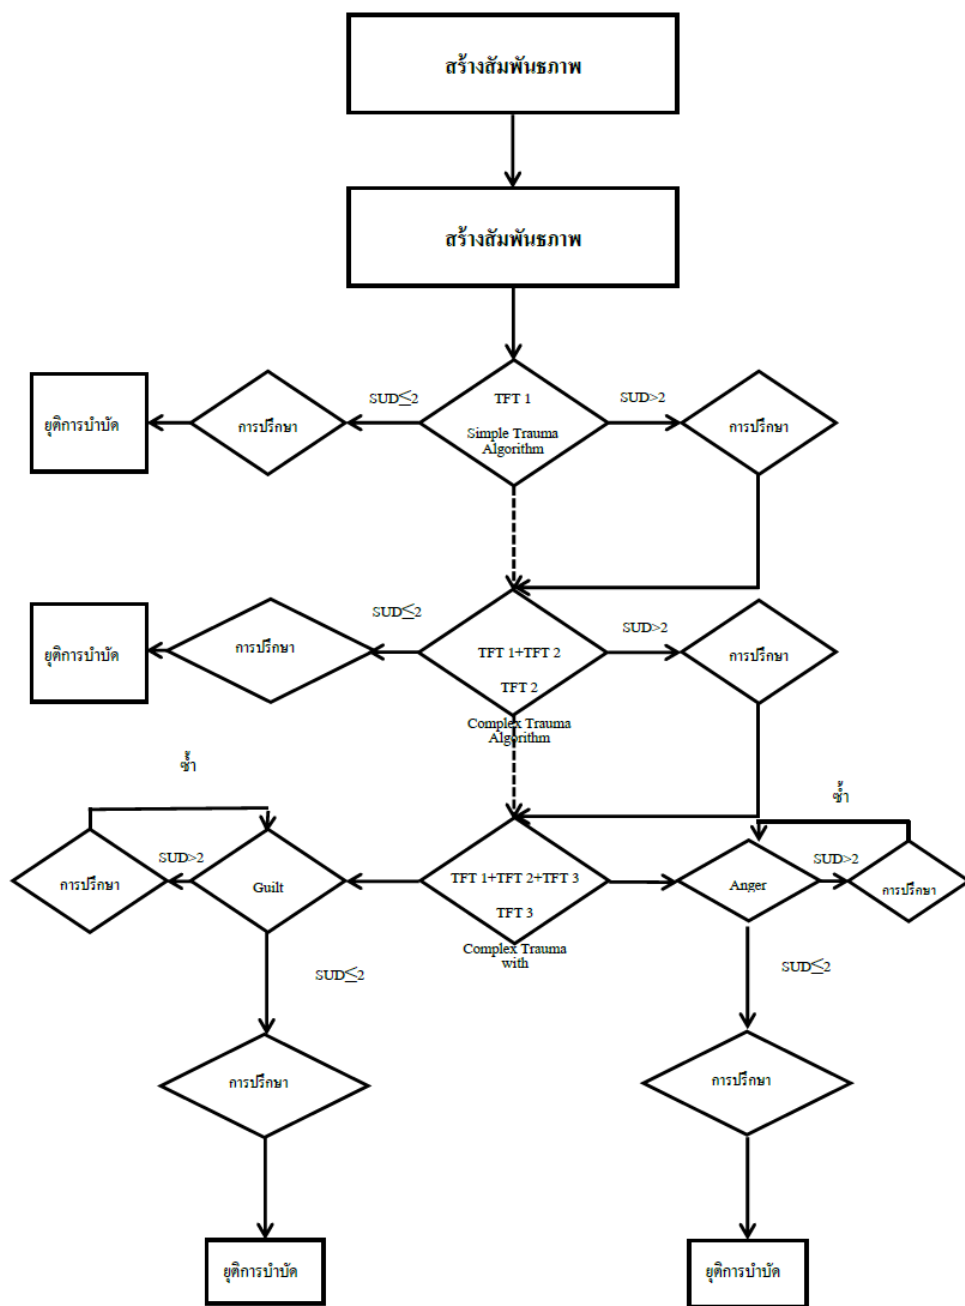 สร้างสัมพันธภาพ
สร้างสัมพันธภาพ
SUD≤2
TFT 1
SUD>2
ยุติการบำบัด
การปรึกษา
Simple Trauma
Algorithm
การปรึกษา
SUD≤2
SUD>2
ยุติการบำบัด
การปรึกษา
TFT 1+TFT 2
TFT 2
การปรึกษา
Complex Trauma
Algorithm
ซ้ำ
ซ้ำ
SUD>2
SUD>2
การปรึกษา
Guilt
TFT 1+TFT 2+TFT 3
TFT 3
Anger
การปรึกษา
Complex Trauma
with
SUD≤2
SUD≤2
การปรึกษา
การปรึกษา
ยุติการบำบัด
ยุติการบำบัด